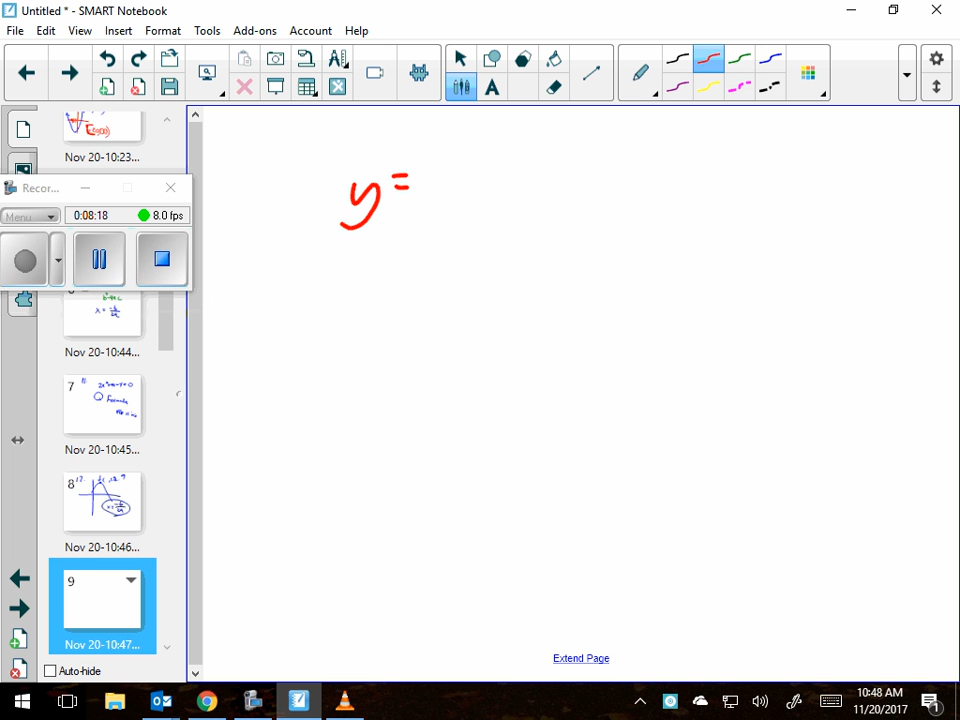 Untitled * - SMART Notebook
File Edit View Insert Format Tools Add-ons Account Help
Nov 20-10:23...
Recor...
Menu 0:08:18 8.0 fps
y =
Nov 20-10:44...
7
Formula
Nov 20-10:45...
8
Nov 20-10:46...
9
Nov 20-10:47...
Auto-hide
Extend Page
10:48 AM
11/20/2017
1